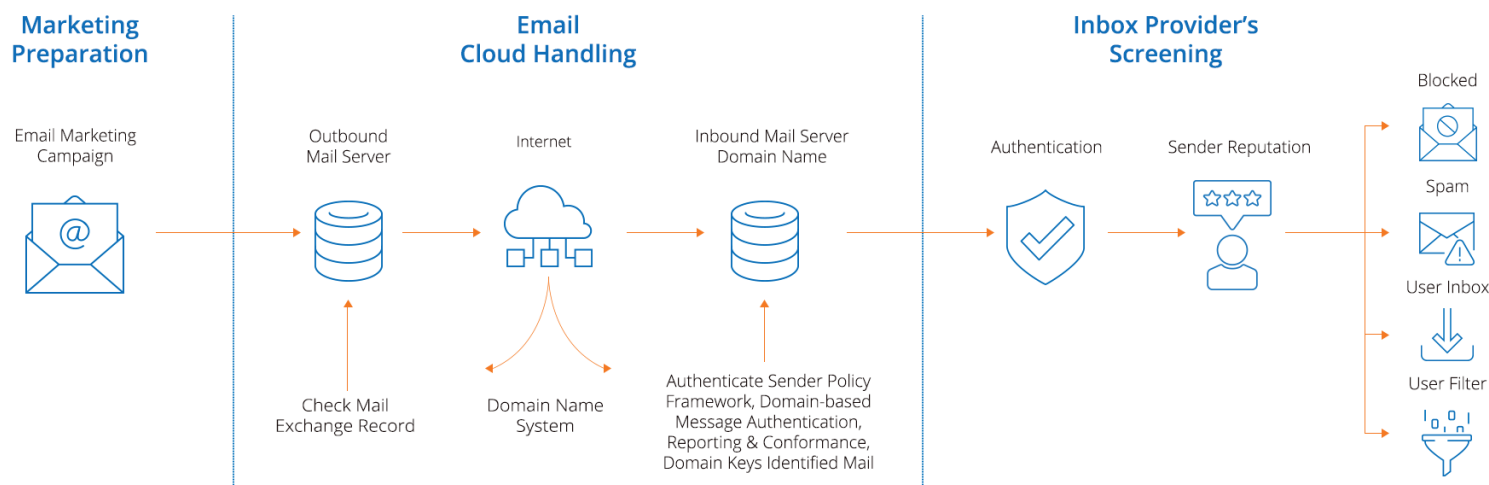 Marketing
Preparation
Email
Cloud Handling
Inbox Provider’s
Screening
Email Marketing
Campaign
Outbound
Mail Server
Internet
Inbound Mail Server
Domain Name
Authentication
Sender Reputation
Blocked
Spam
User Inbox
User Filter
@
Check Mail
Exchange Record
Domain Name
System
Authenticate Sender Policy
Framework, Domain-based
Message Authentication,
Reporting & Conformance,
Domain Keys Identified Mail